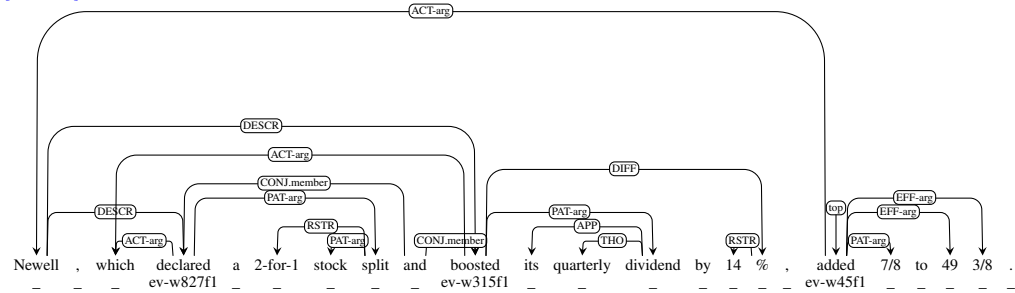 ACT-arg
DESCR
ACT-arg
DIFF
CONJ.member
PAT-arg
EFF-arg
DESCR
PAT-arg
top
EFF-arg
RSTR
APP
ACT-arg
PAT-arg
CONJ.member
THO
RSTR
PAT-arg
Newell , which declared a 2-for-1 stock split and boosted its quarterly dividend by 14 % , added 7/8 to 49 3/8 .
_ _ _ ev-w827f1 _ _ _ _ _ ev-w315f1 _ _ _ _ _ _ _ ev-w45f1 _ _ _ _ _